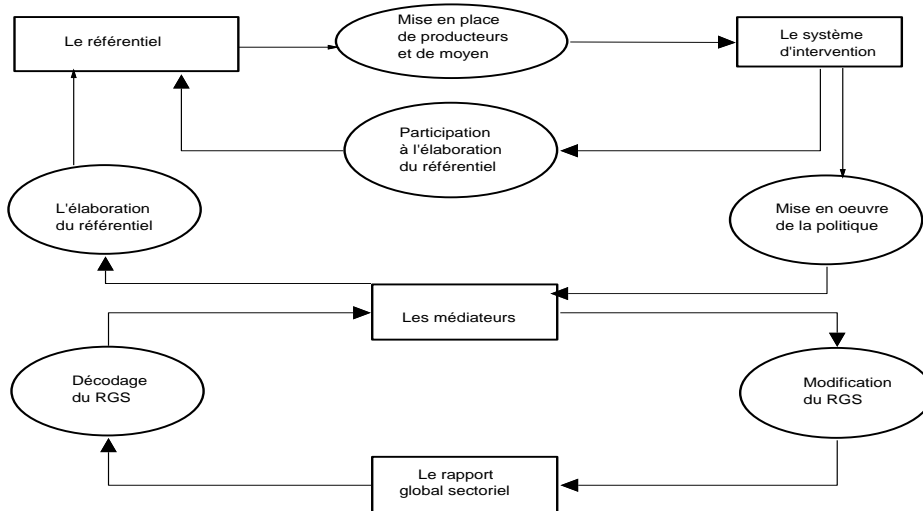 Le référentiel
Mise en place
de producteurs
et de moyen
Le système
d'intervention
Participation
à l'élaboration
du référentiel
L'élaboration
du référentiel
Mise en oeuvre
de la politique
Les médiateurs
Décodage
du RGS
Modification
du RGS
Le rapport
global sectoriel